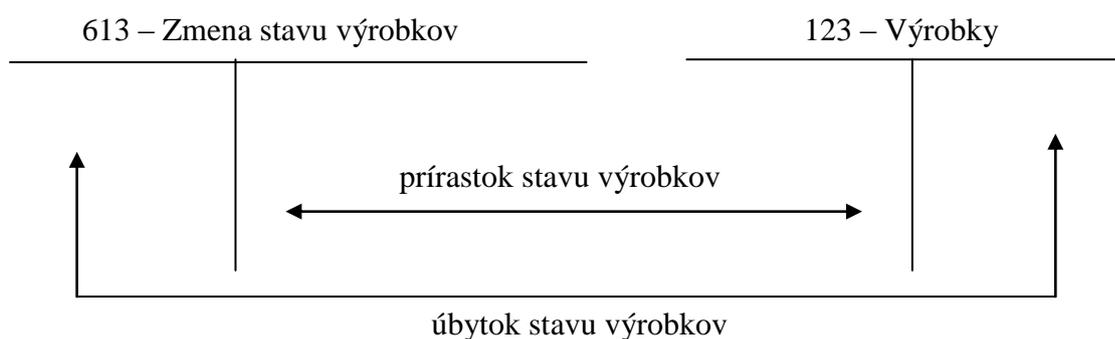 613 – Zmena stavu výrobkov
123 – Výrobky
prírastok stavu výrobkov
úbytok stavu výrobkov